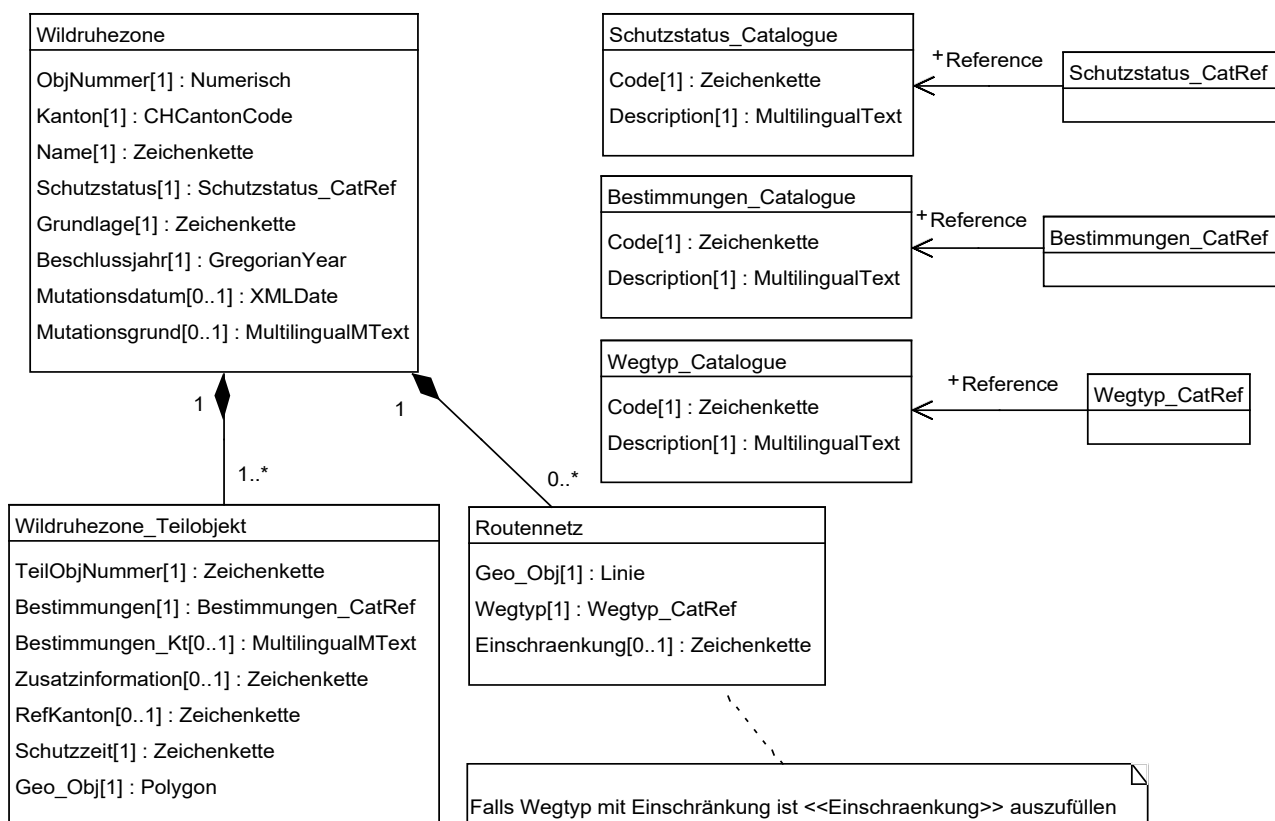 Wildruhezone
ObjNummer[1] : Numerisch
Kanton[1] : CHCantonCode
Name[1] : Zeichenkette
Schutzstatus[1] : Schutzstatus_CatRef
Grundlage[1] : Zeichenkette
Beschlussjahr[1] : GregorianYear
Mutationsdatum[0..1] : XMLDate
Mutationsgrund[0..1] : MultilingualMText
Schutzstatus_Catalogue
Code[1] : Zeichenkette
Description[1] : MultilingualText
+Reference
Schutzstatus_CatRef
Bestimmungen_Catalogue
Code[1] : Zeichenkette
Description[1] : MultilingualText
+Reference
Bestimmungen_CatRef
Wegtyp_Catalogue
Code[1] : Zeichenkette
Description[1] : MultilingualText
+Reference
Wegtyp_CatRef
1
1
1..*
0..*
Wildruhezone_Teilobjekt
TeilObjNummer[1] : Zeichenkette
Bestimmungen[1] : Bestimmungen_CatRef
Bestimmungen_Kt[0..1] : MultilingualMText
Zusatzinformation[0..1] : Zeichenkette
RefKanton[0..1] : Zeichenkette
Schutzzeit[1] : Zeichenkette
Geo_Obj[1] : Polygon
Routennetz
Geo_Obj[1] : Linie
Wegtyp[1] : Wegtyp_CatRef
Einschraenkung[0..1] : Zeichenkette
Falls Wegtyp mit Einschränkung ist <<Einschraenkung>> auszufüllen